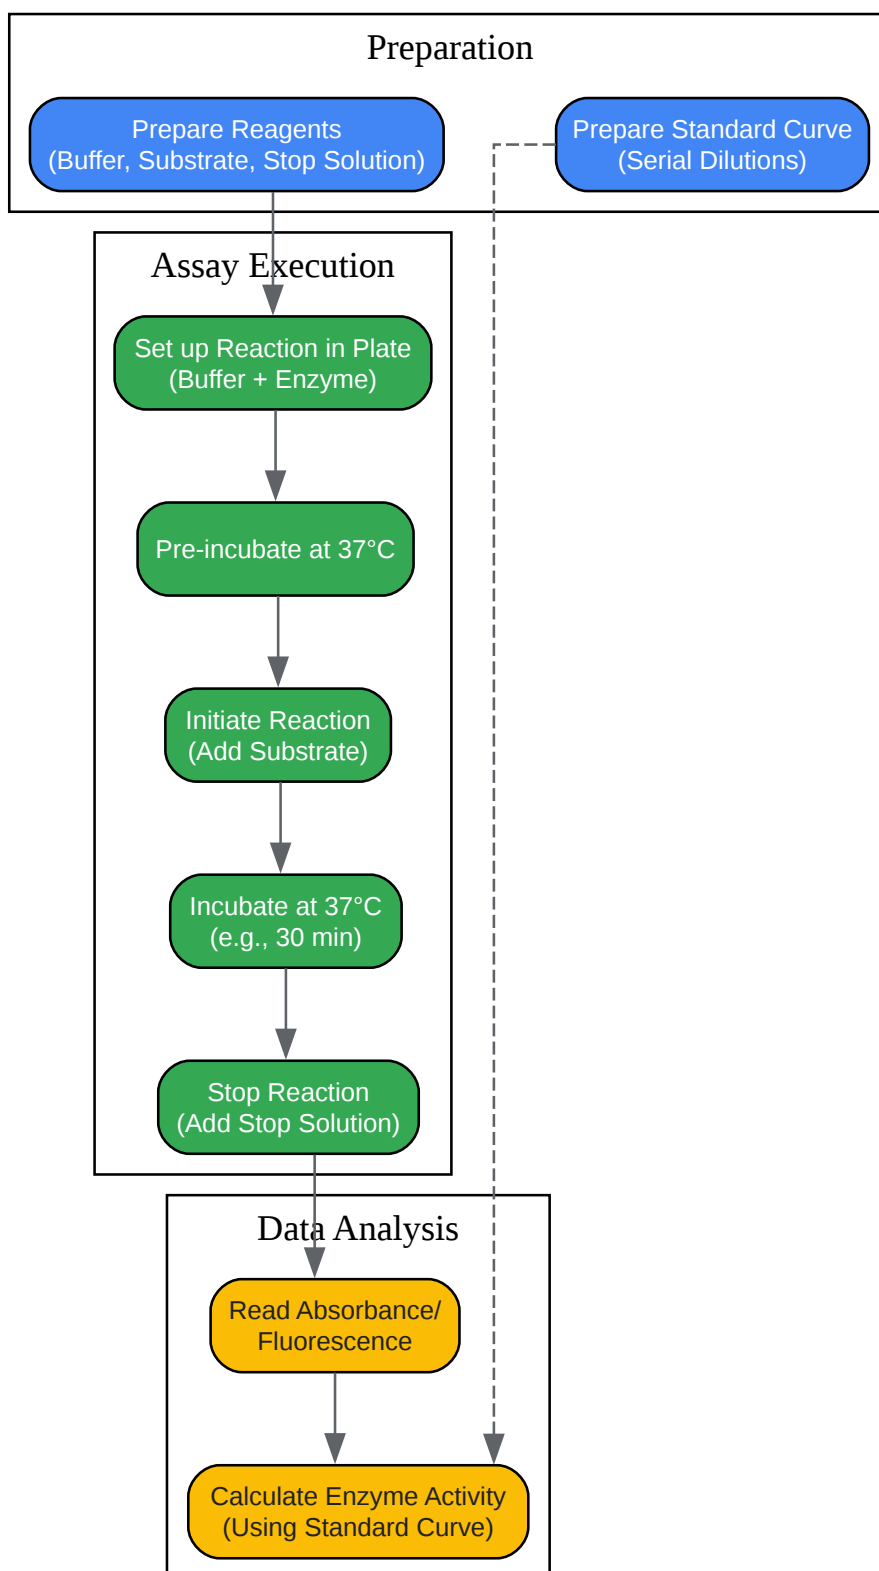 Preparation
Prepare Reagents
(Buffer, Substrate, Stop Solution)
Prepare Standard Curve
(Serial Dilutions)
Assay Execution
Set up Reaction in Plate
(Buffer + Enzyme)
Pre-incubate at 37°C
Initiate Reaction
(Add Substrate)
Incubate at 37°C
(e.g., 30 min)
Stop Reaction
(Add Stop Solution)
Data Analysis
Read Absorbance/
Fluorescence
Calculate Enzyme Activity
(Using Standard Curve)